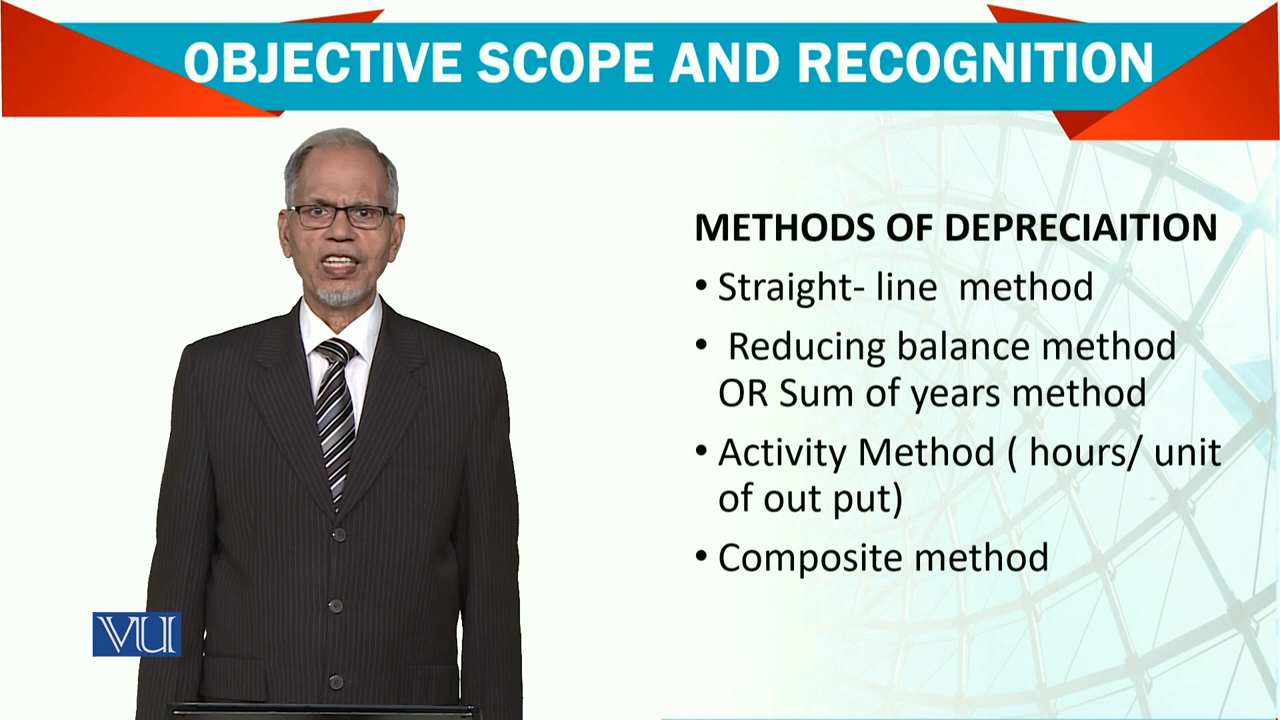 OBJECTIVE SCOPE AND RECOGNITION
METHODS OF DEPRECIAITION
• Straight- line  method
•  Reducing balance method
OR Sum of years method
• Activity Method ( hours/ unit
of out put)
• Composite method
VU